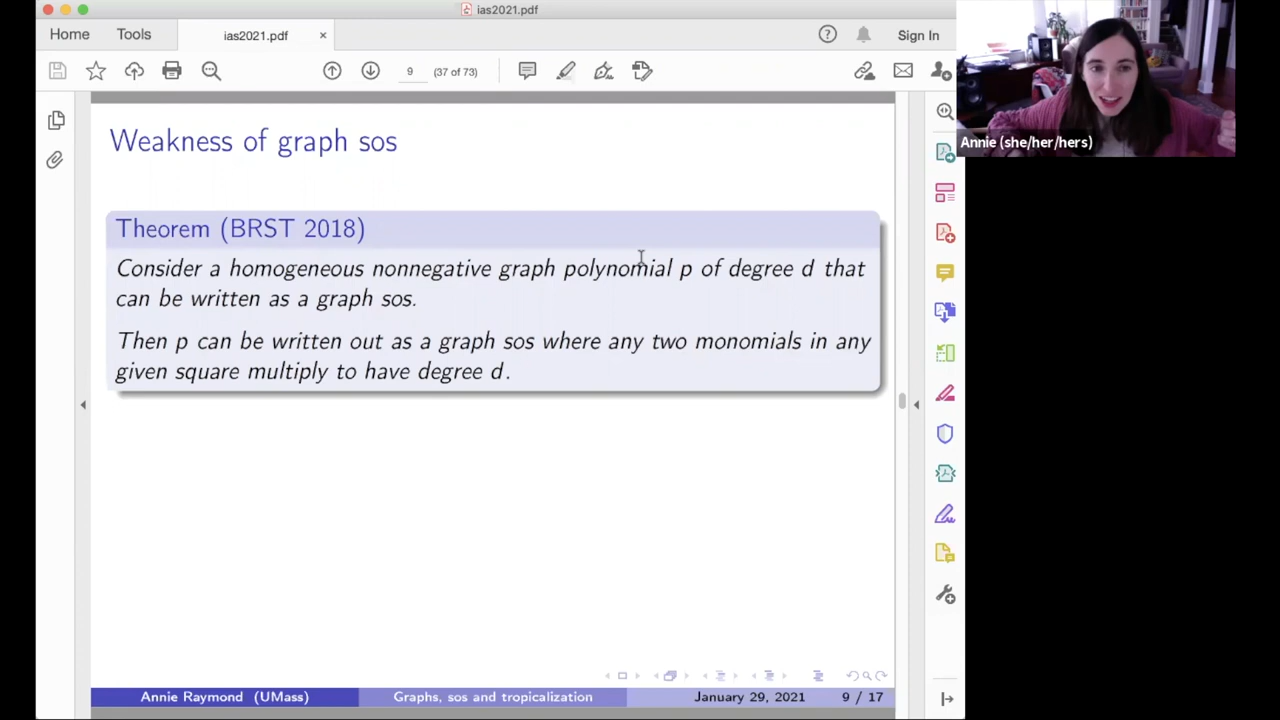 ias2021.pdf
Home
Tools
ias2021.pdf
×
Sign In
9
(37 of 73)
Annie (she/her/hers)
Weakness of graph sos
Theorem (BRST 2018)
Consider a homogeneous nonnegative graph polynomial p of degree d that
can be written as a graph sos.
Then p can be written out as a graph sos where any two monomials in any
given square multiply to have degree d.
Annie Raymond (UMass)
Graphs, sos and tropicalization
January 29, 2021
9 / 17